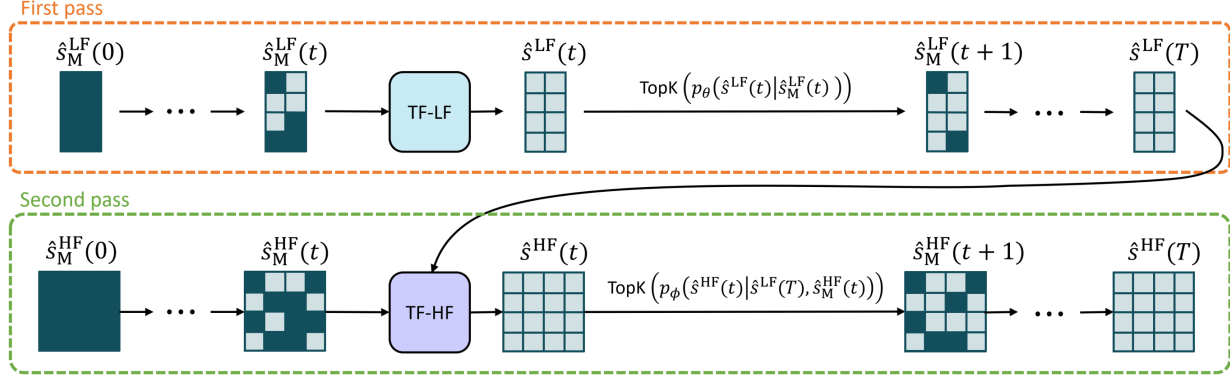 First pass
ŝ_M^LF(0)
ŝ_M^LF(t)
ŝ^LF(t)
ŝ_M^LF(t + 1)
ŝ^LF(T)
...
TF-LF
TopK (p_θ(ŝ^LF(t)|ŝ_M^LF(t)))
...
Second pass
ŝ_M^HF(0)
ŝ_M^HF(t)
ŝ^HF(t)
ŝ_M^HF(t + 1)
ŝ^HF(T)
...
TF-HF
TopK (p_ϕ(ŝ^HF(t)|ŝ^LF(T), ŝ_M^HF(t)))
...